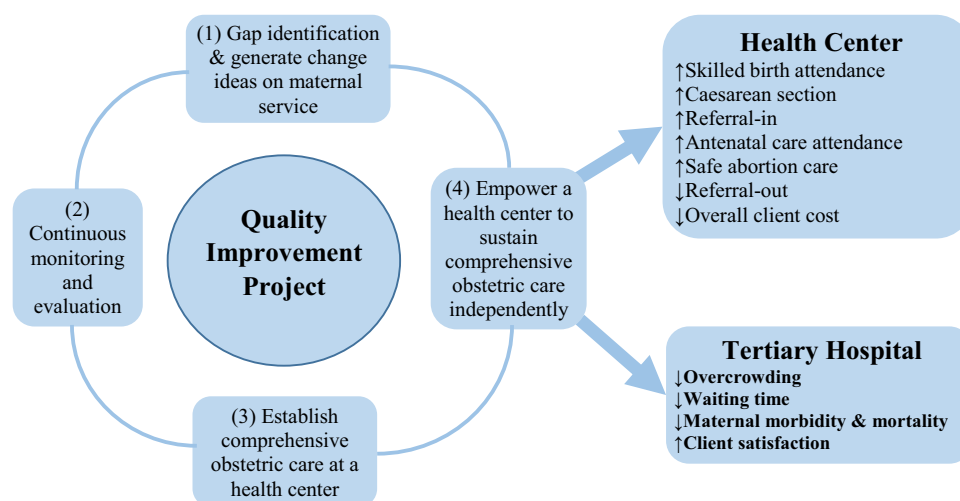 (1) Gap identification
& generate change
ideas on maternal
service
(2)
Continuous
monitoring
and
evaluation
Quality
Improvement
Project
(3) Establish
comprehensive
obstetric care at a
health center
(4) Empower a
health center to
sustain
comprehensive
obstetric care
independently
Health Center
↑Skilled birth attendance
↑Caesarean section
↑Referral-in
↑Antenatal care attendance
↑Safe abortion care
↓Referral-out
↓Overall client cost
Tertiary Hospital
↓Overcrowding
↓Waiting time
↓Maternal morbidity & mortality
↑Client satisfaction